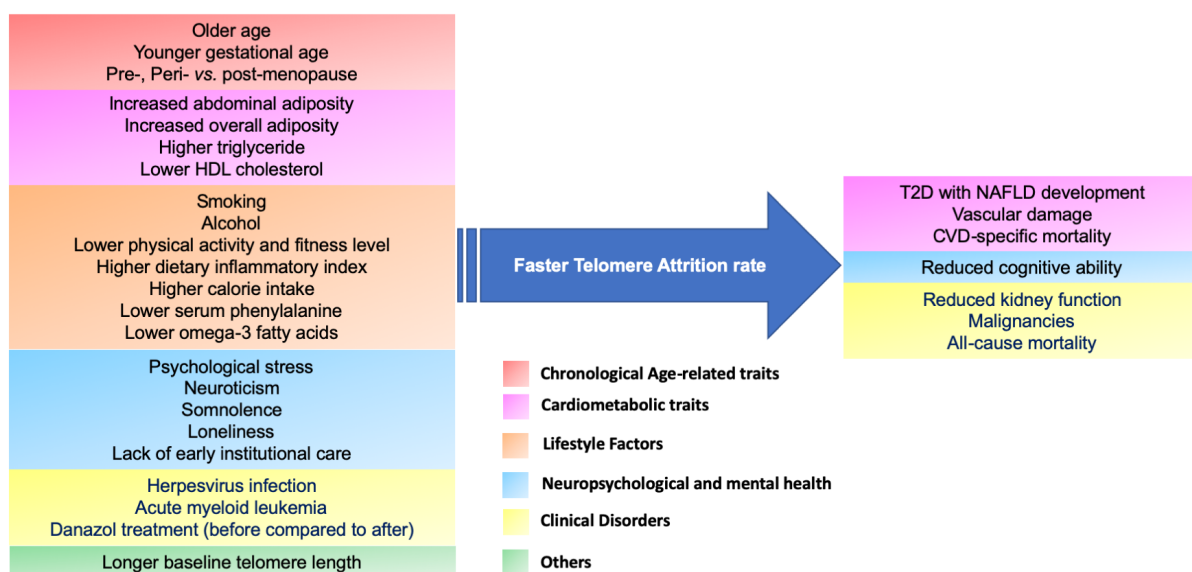 Older age
Younger gestational age
Pre-, Peri- vs. post-menopause
Increased abdominal adiposity
Increased overall adiposity
Higher triglyceride
Lower HDL cholesterol
Smoking
Alcohol
Lower physical activity and fitness level
Higher dietary inflammatory index
Higher calorie intake
Lower serum phenylalanine
Lower omega-3 fatty acids
Psychological stress
Neuroticism
Somnolence
Loneliness
Lack of early institutional care
Herpesvirus infection
Acute myeloid leukemia
Danazol treatment (before compared to after)
Longer baseline telomere length
Faster Telomere Attrition rate
T2D with NAFLD development
Vascular damage
CVD-specific mortality
Reduced cognitive ability
Reduced kidney function
Malignancies
All-cause mortality
Chronological Age-related traits
Cardiometabolic traits
Lifestyle Factors
Neuropsychological and mental health
Clinical Disorders
Others